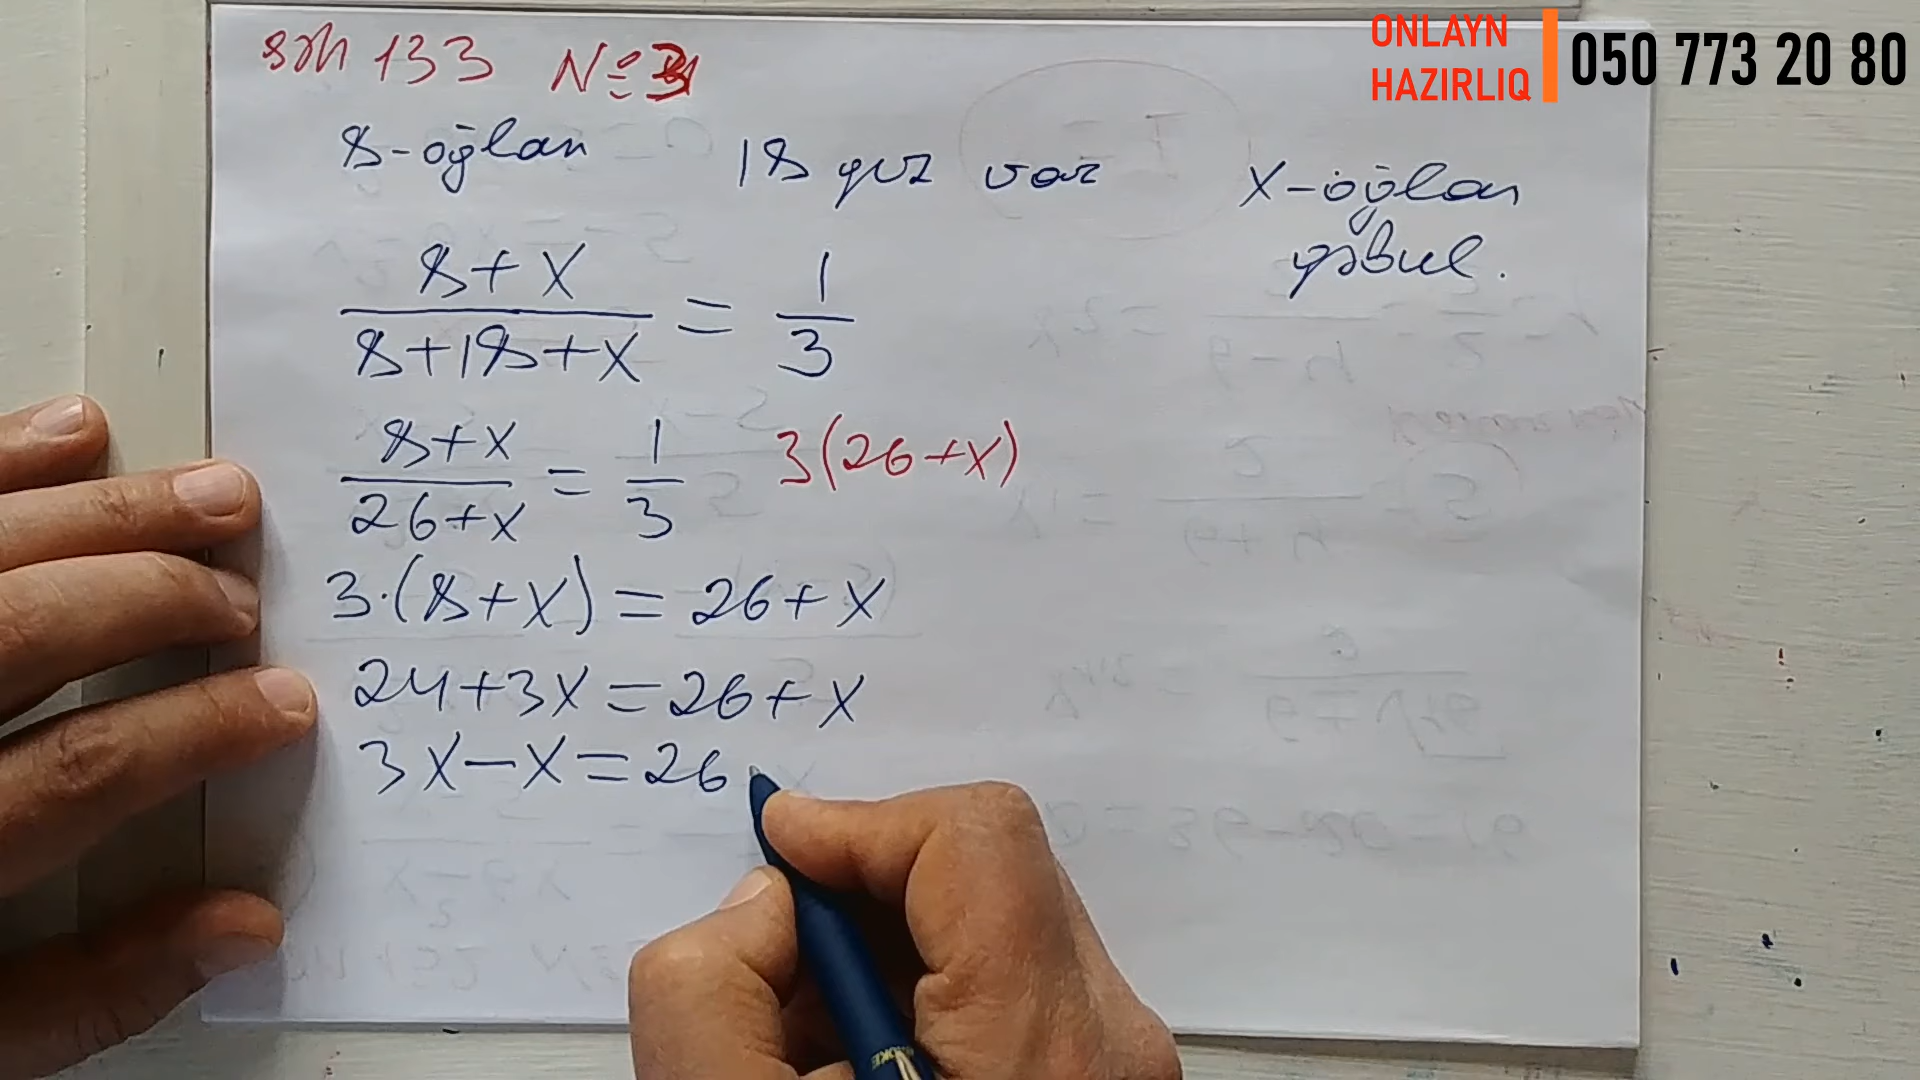 ONLAYN HAZIRLIQ 050 773 20 80
səh 133 №3
8-oğlan 18 qız var x-oğlan
qəbul.
8+x / 8+18+x = 1/3
8+x / 26+x = 1/3 3(26+x)
3·(8+x)=26+x
24+3x=26+x
3x-x=26